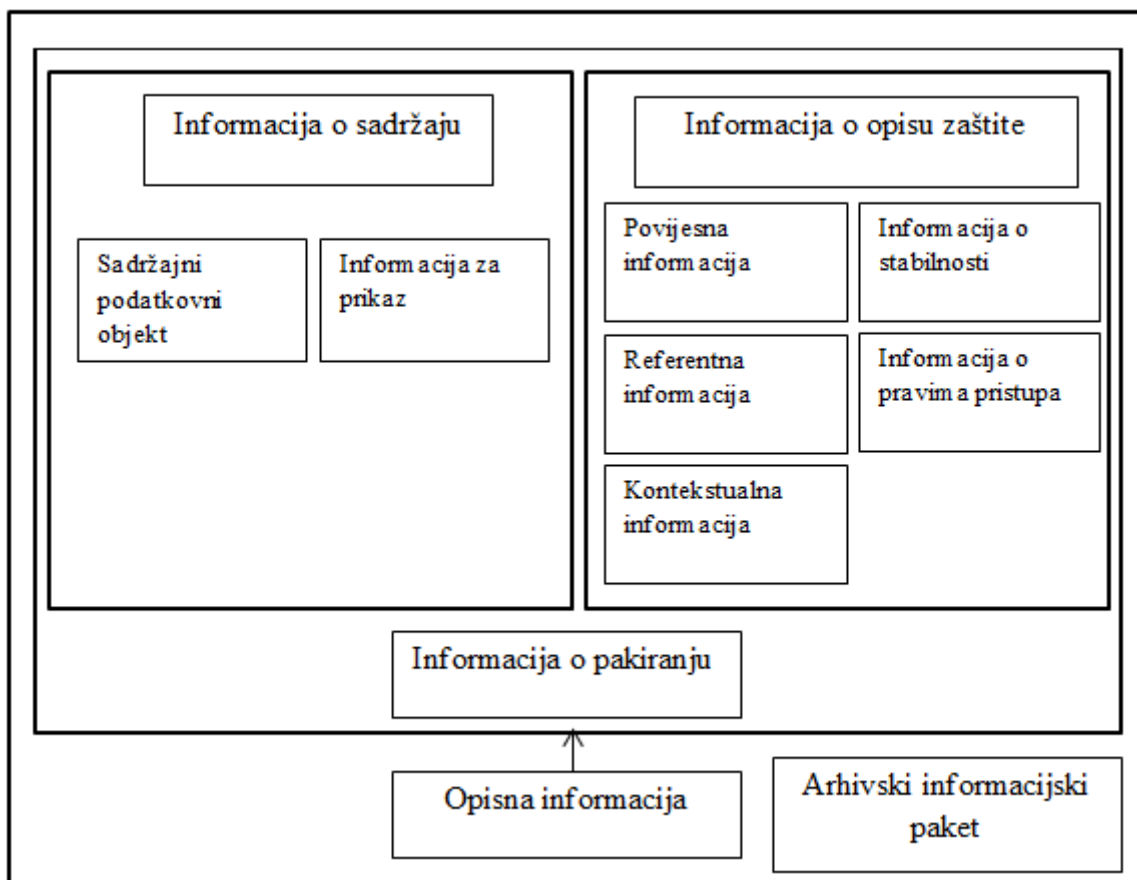 Informacija o sadržaju
Sadržajni
podatkovni
objekt
Informacija za
prikaz
Informacija o opisu zaštite
Povijesna
informacija
Informacija o
stabilnosti
Referentna
informacija
Informacija o
pravima pristupa
Kontekstualna
informacija
Informacija o pakiranju
Opisna informacija
Arhivski informacijski
paket